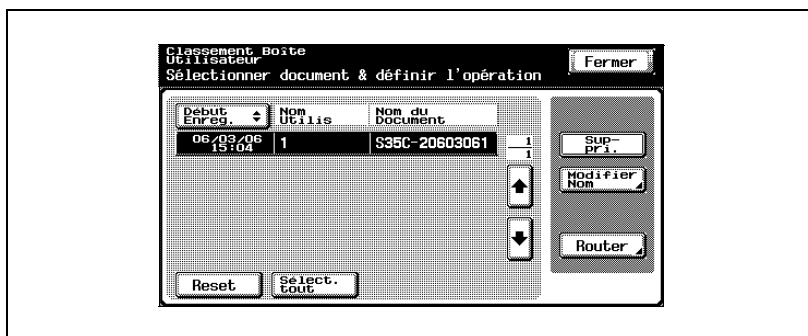 Classement Boîte
Utilisateur
Sélectionner document & définir l'opération
Fermer
Début
Enreg.
Nom
Utilis
Nom du
Document
06/03/06
15:04
1
S35C-20603061
1
1
Sup-
pri.
Modifier
Nom
Router
Reset
Sélect.
tout